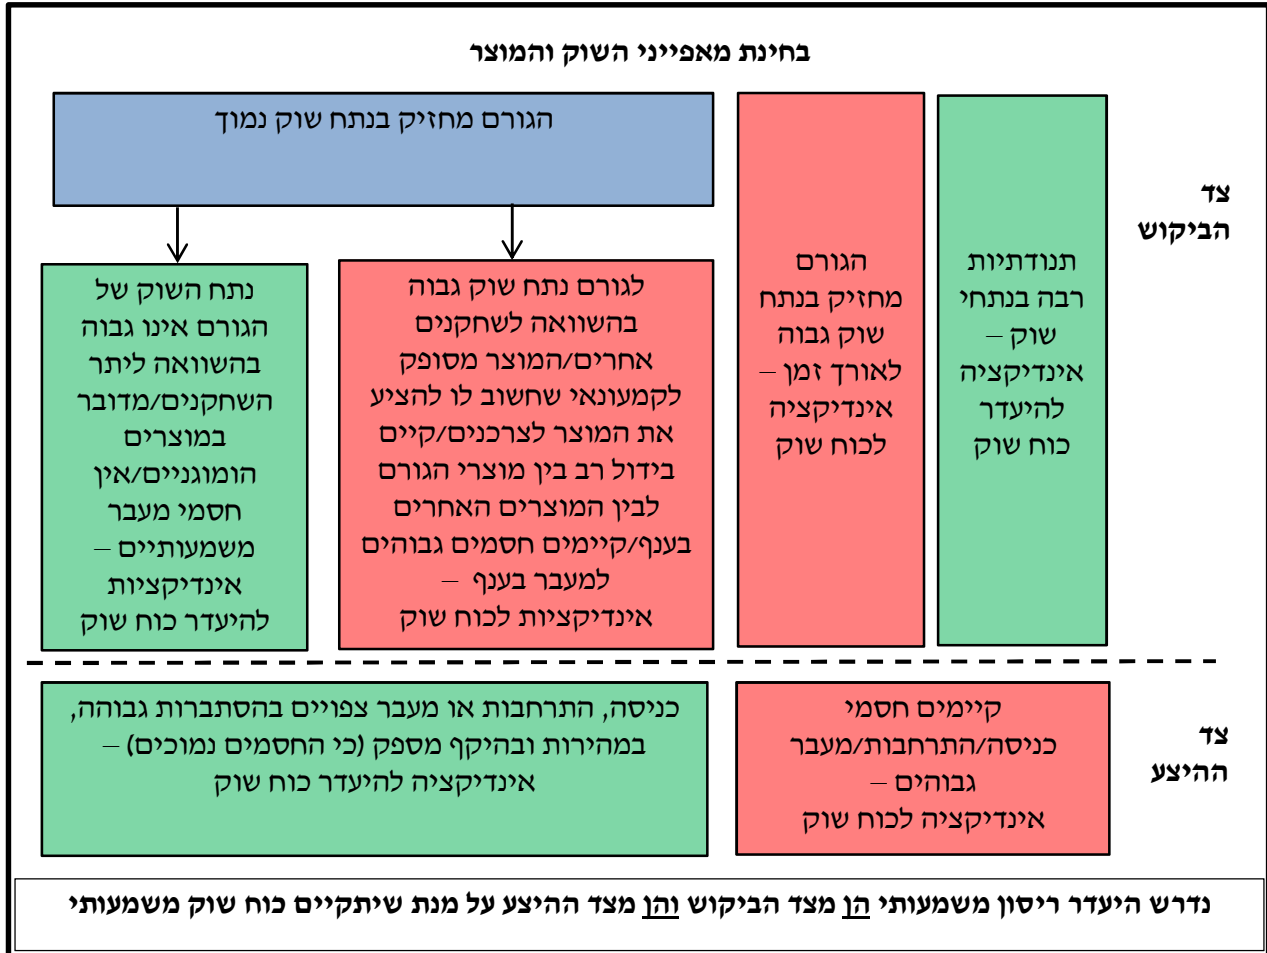 בחינת מאפייני השוק והמוצר
צד
הביקוש
תנודתיות
רבה בנתחי
שוק –
אינדיקציה
להיעדר
כוח שוק
הגורם
מחזיק בנתח
שוק גבוה
לאורך זמן –
אינדיקציה
לכוח שוק
הגורם מחזיק בנתח שוק נמוך
לגורם נתח שוק גבוה
בהשוואה לשחקנים
אחרים/המוצר מסופק
לקמעונאי שחשוב לו להציע
את המוצר לצרכנים/קיים
בידול רב בין מוצרי הגורם
לבין המוצרים האחרים
בענף/קיימים חסמים גבוהים
למעבר בענף –
אינדיקציות לכוח שוק
נתח השוק של
הגורם אינו גבוה
בהשוואה ליתר
השחקנים/מדובר
במוצרים
הומוגניים/אין
חסמי מעבר
משמעותיים –
אינדיקציות
להיעדר כוח שוק
צד
ההיצע
קיימים חסמי
כניסה/התרחבות/מעבר
גבוהים –
אינדיקציה לכוח שוק
כניסה, התרחבות או מעבר צפויים בהסתברות גבוהה,
במהירות ובהיקף מספק (כי החסמים נמוכים) –
אינדיקציה להיעדר כוח שוק
נדרש היעדר ריסון משמעותי הן מצד הביקוש והן מצד ההיצע על מנת שיתקיים כוח שוק משמעותי